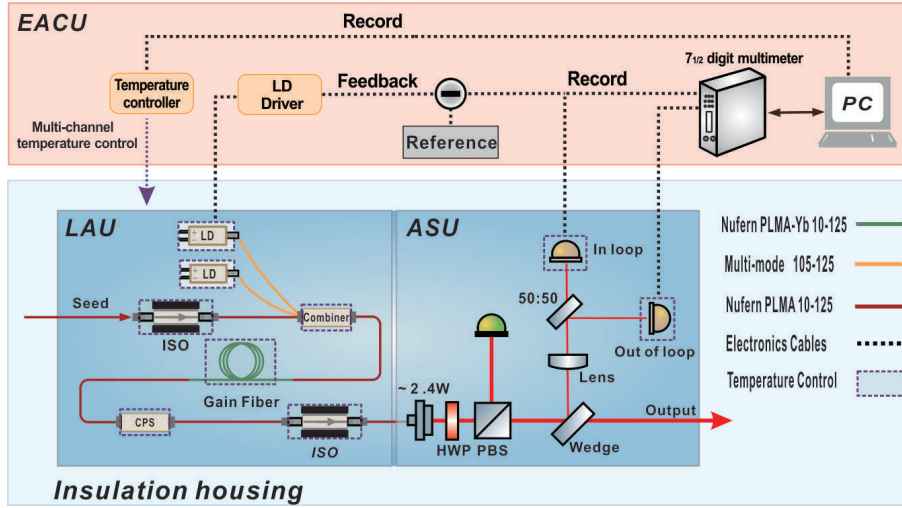 EACU
Record
7 1/2 digit multimeter
Temperature
controller
LD
Driver
Feedback
Record
PC
Multi-channel
temperature control
Reference
LAU
ASU
LD
LD
In loop
Seed
ISO
Combiner
50:50
Out of loop
Gain Fiber
Lens
~2.4W
CPS
ISO
HWP
PBS
Wedge
Output
Insulation housing
Nufern PLMA-Yb 10-125
Multi-mode 105-125
Nufern PLMA 10-125
Electronics Cables
Temperature Control